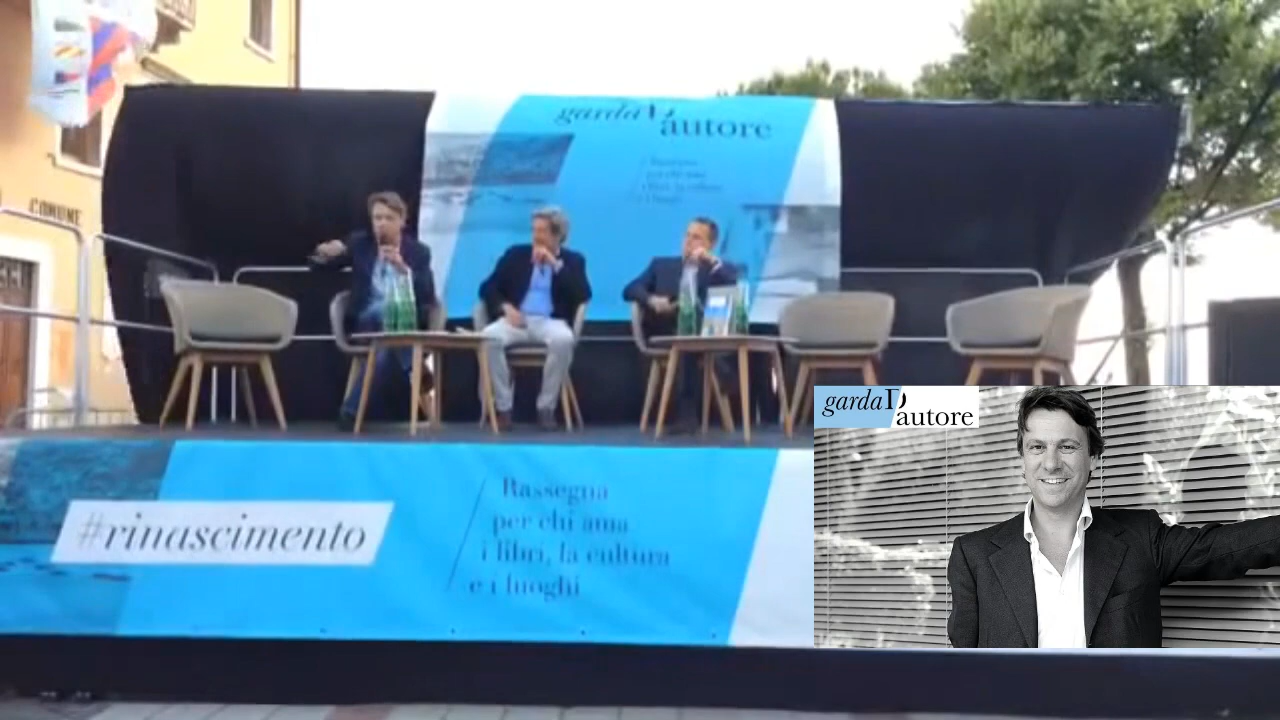 gardaD'
autore
COMUNE
gardaD'
autore
#rinascimento
Rassegna
per chi ama
i libri, la cultura
e i luoghi